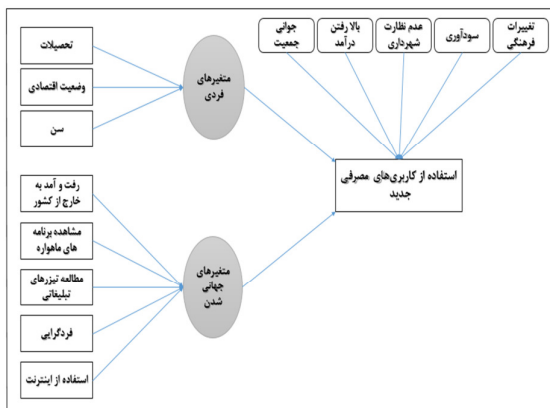 تغییرات
فرهنگی
سودآوری
عدم نظارت
شهرداری
بالا رفتن
درآمد
جوانی
جمعیت
تحصیلات
وضعیت اقتصادی
سن
متغیرهای
فردی
استفاده از کاربری‌های مصرفی
جدید
رفت و آمد به
خارج از کشور
مشاهده برنامه
های ماهواره
مطالعه تیزرهای
تبلیغاتی
فردگرایی
استفاده از اینترنت
متغیرهای
جهانی
شدن